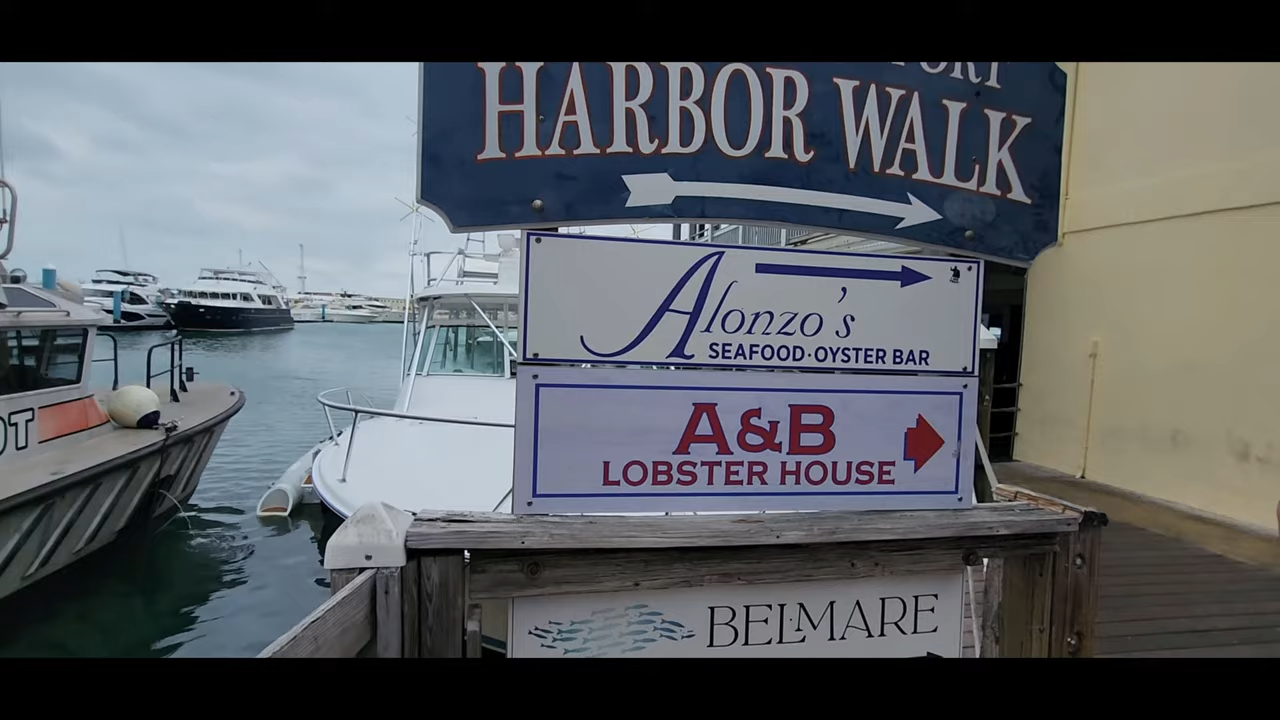 HARBOR WALK
Alonzo's
SEAFOOD·OYSTER BAR
A&B
LOBSTER HOUSE
BELMARE